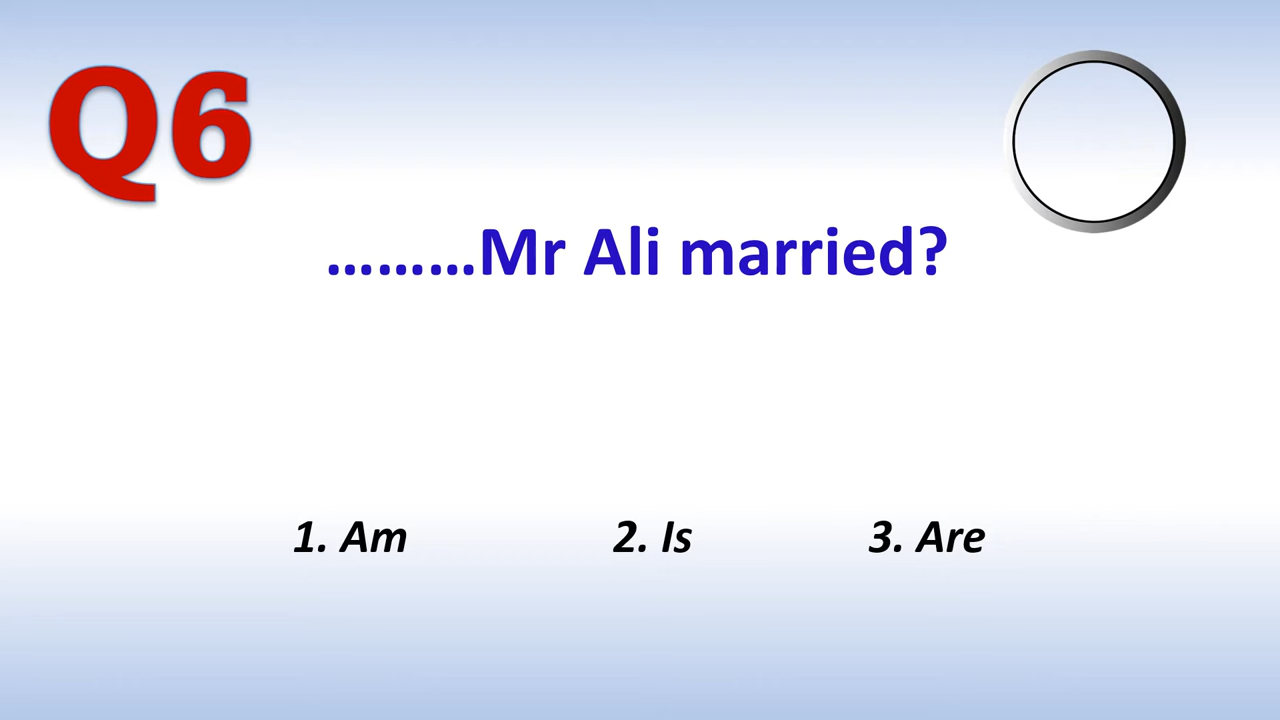 Q6
………Mr Ali married?
1. Am 2. Is 3. Are